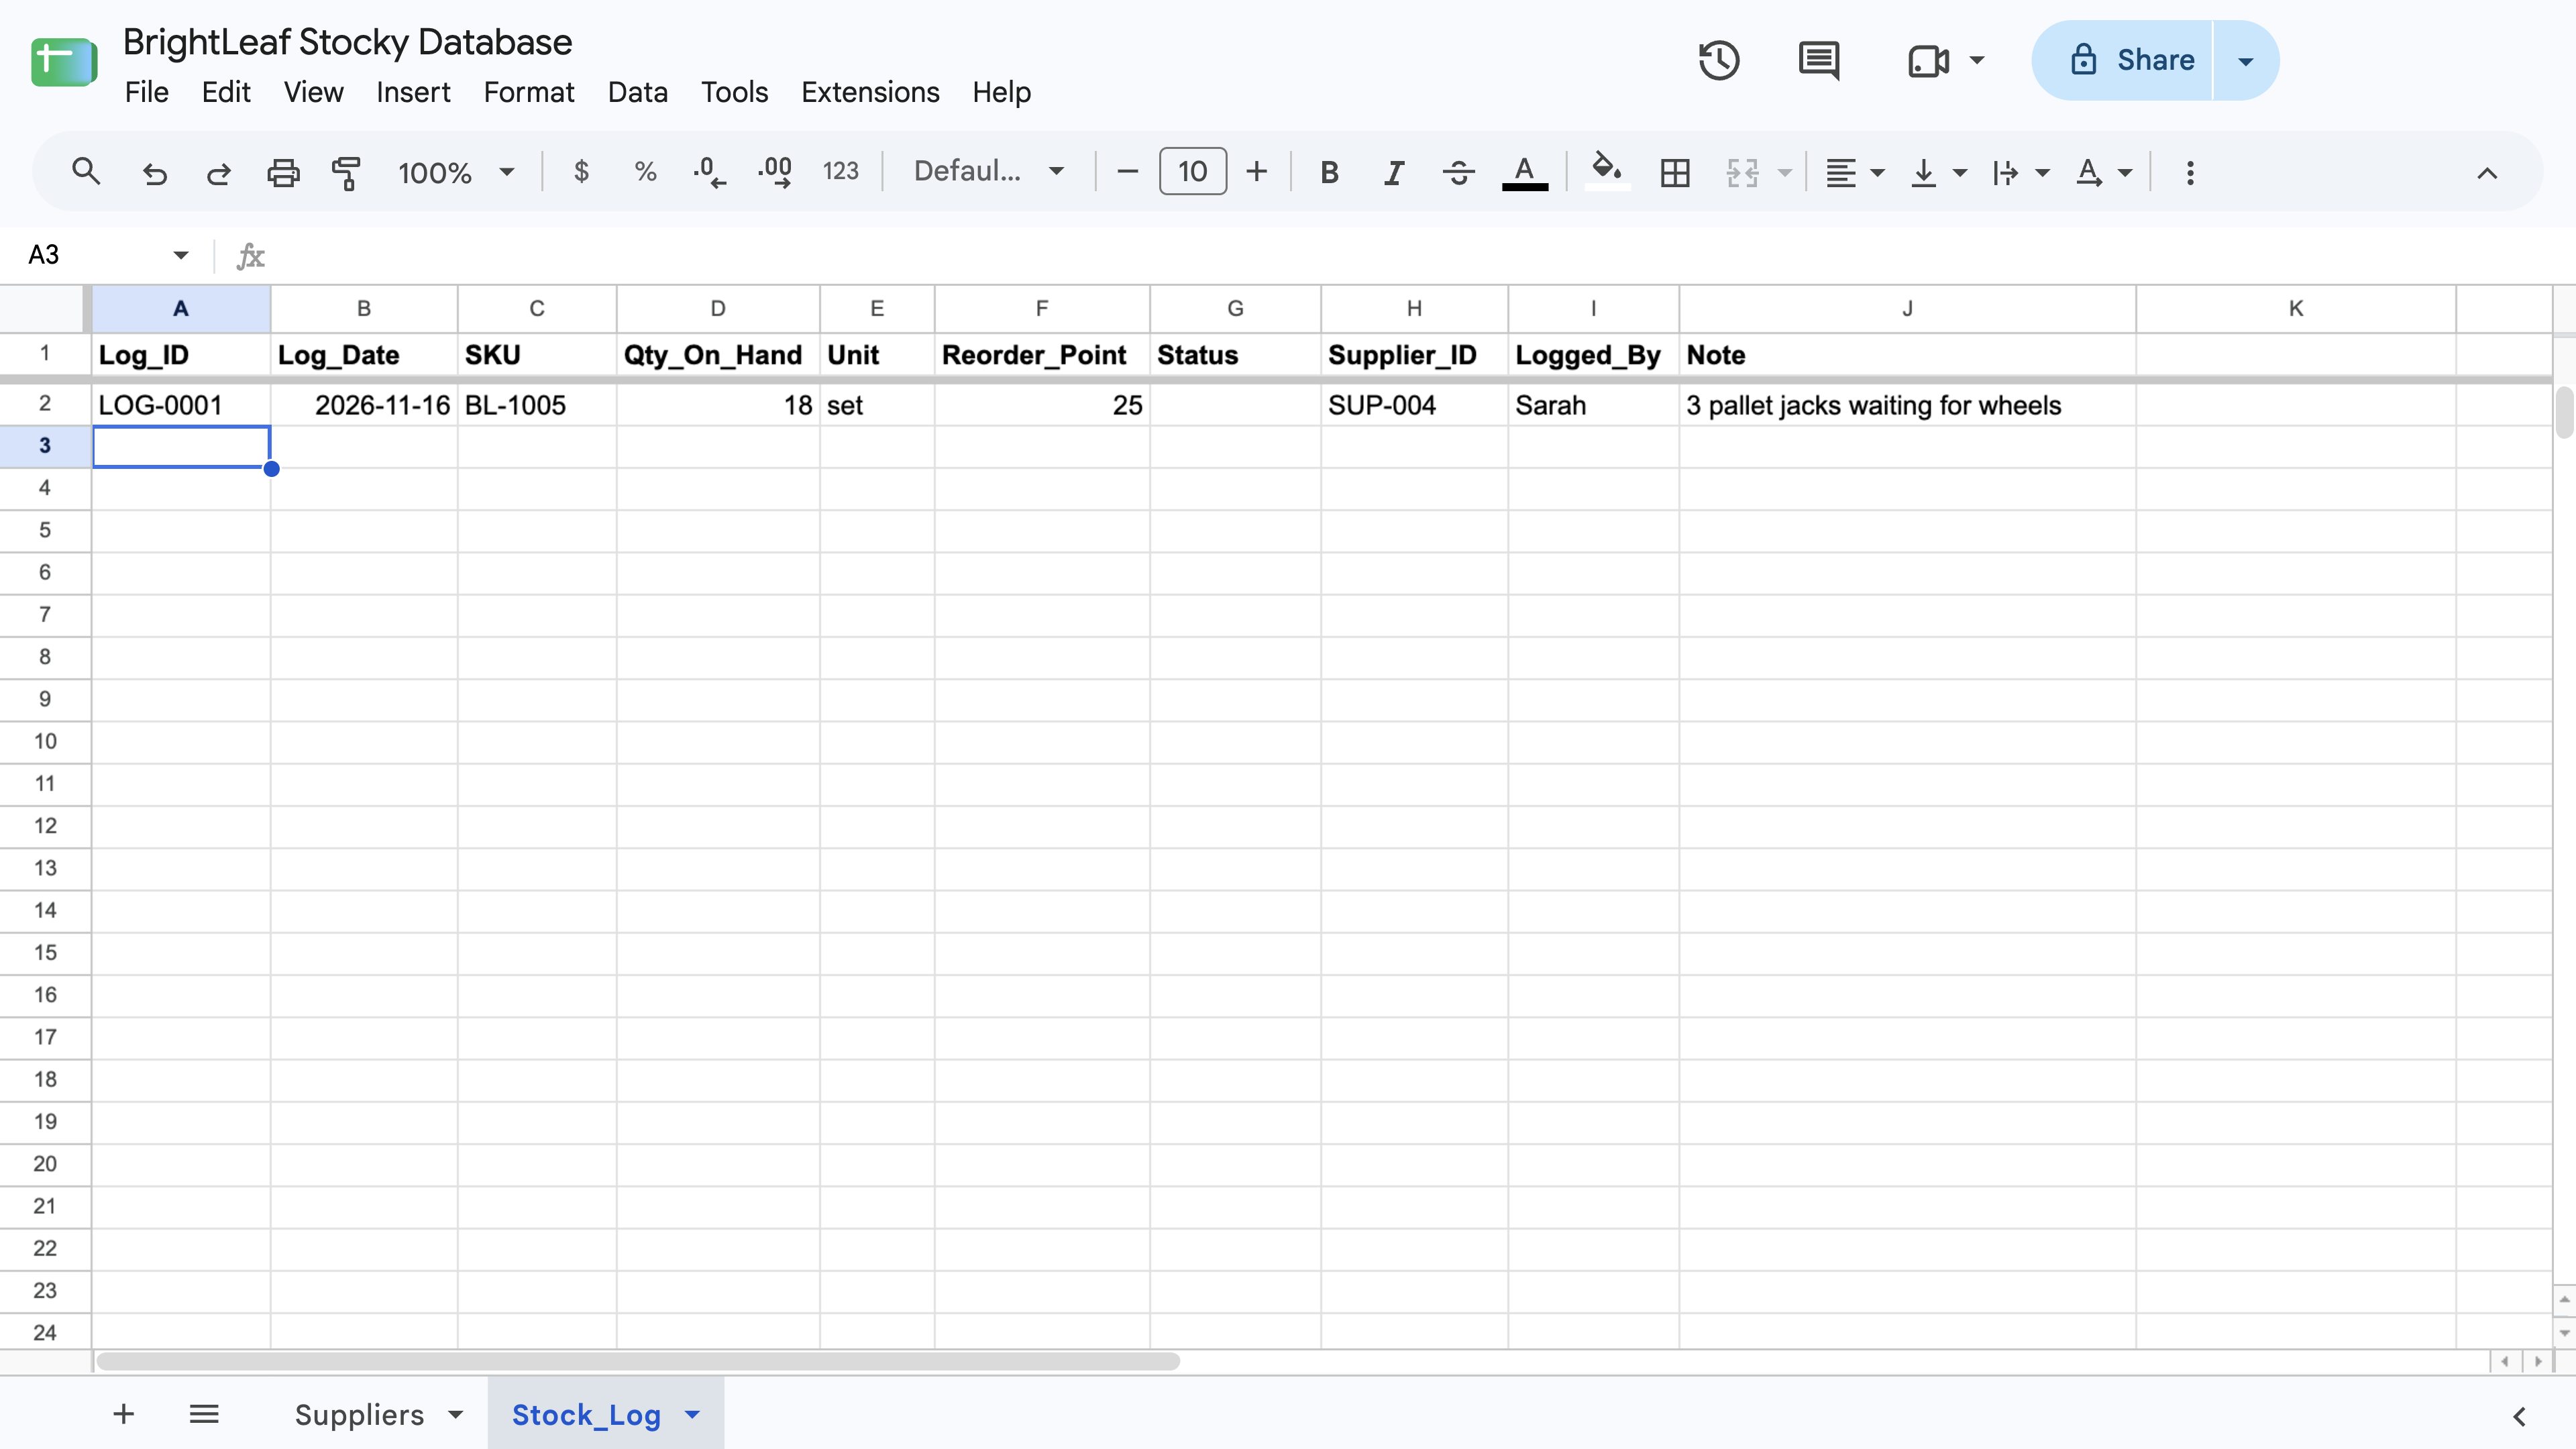 BrightLeaf Stocky Database
File Edit View Insert Format Data Tools Extensions Help
Share
100% $ % .0 .00 123 Defaul... 10 B I S A A
A3 fx
A B C D E F G H I J K
1 Log_ID Log_Date SKU Qty_On_Hand Unit Reorder_Point Status Supplier_ID Logged_By Note
2 LOG-0001 2026-11-16 BL-1005 18 set 25 SUP-004 Sarah 3 pallet jacks waiting for wheels
3
4
5
6
7
8
9
10
11
12
13
14
15
16
17
18
19
20
21
22
23
24
Suppliers Stock_Log